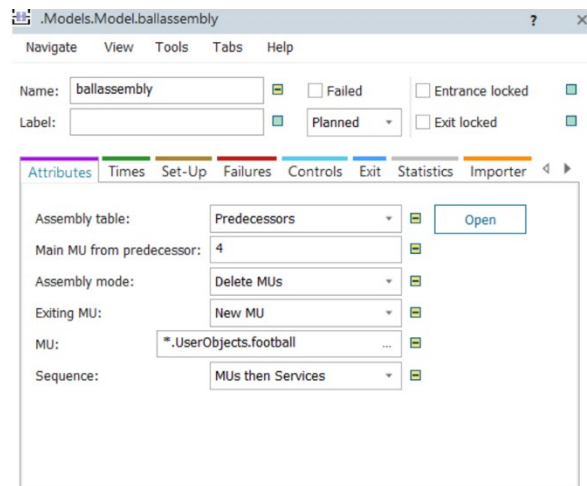 .Models.Model.ballassembly ?
Navigate View Tools Tabs Help
Name: ballassembly Failed Entrance locked
Label: Planned Exit locked
Attributes Times Set-Up Failures Controls Exit Statistics Importer
Assembly table: Predecessors Open
Main MU from predecessor: 4
Assembly mode: Delete MUs
Exiting MU: New MU
MU: *.UserObjects.football ...
Sequence: MUs then Services